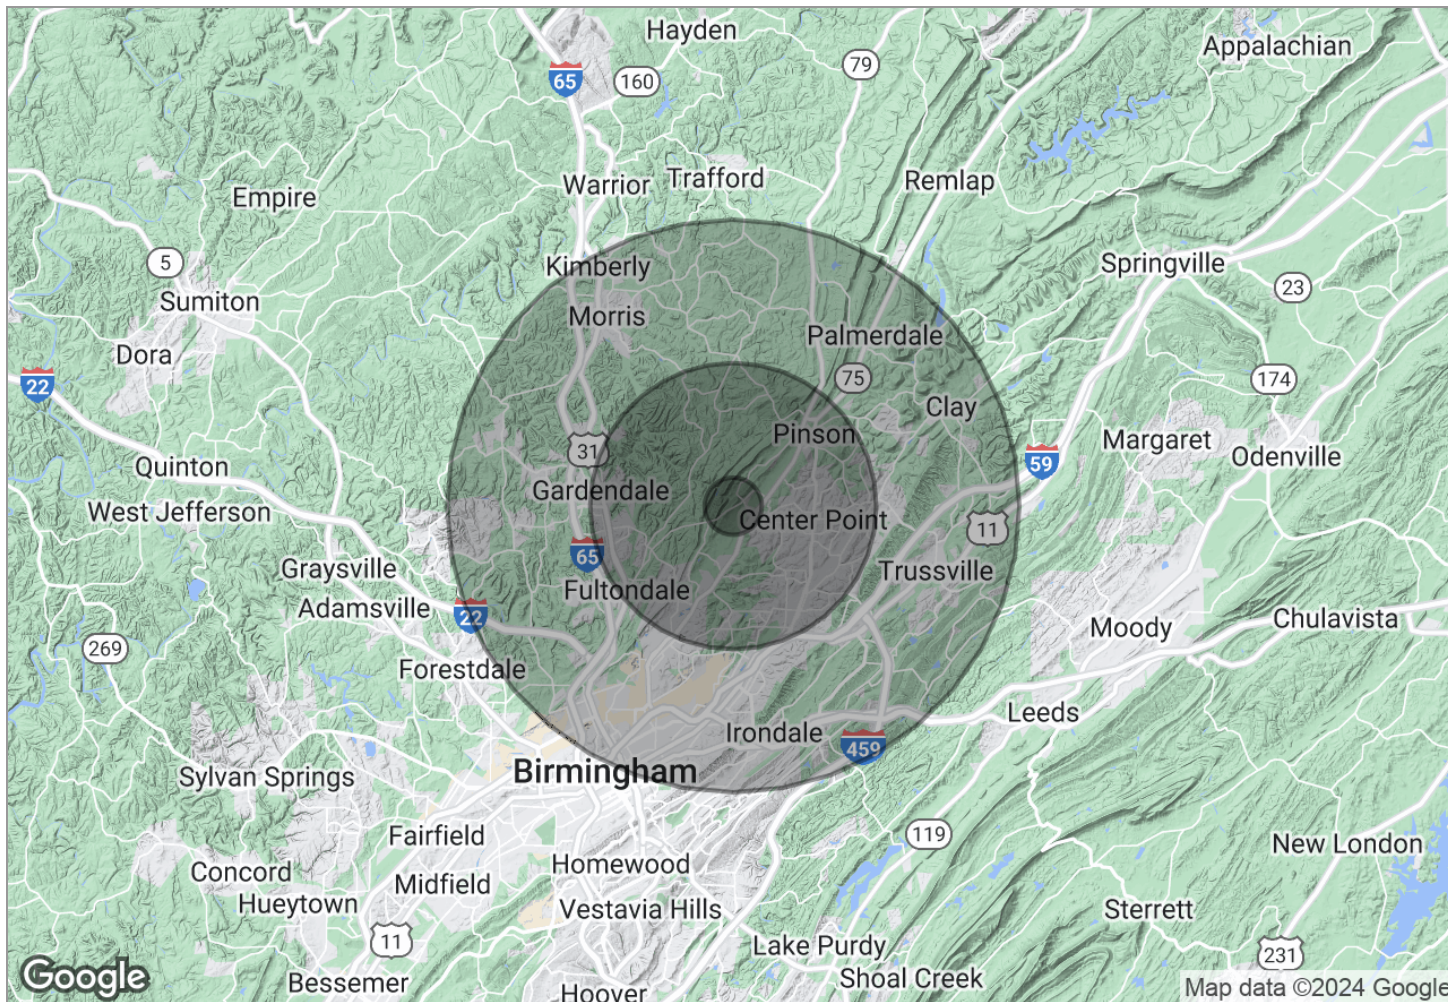 Hayden
Appalachian
79
65
160
Warrior
Trafford
Remlap
Empire
5
Kimberly
Springville
Sumiton
23
Morris
Palmerdale
Dora
22
75
174
Clay
Pinson
Margaret
31
Odenville
Quinton
59
Gardendale
West Jefferson
Center Point
11
65
Graysville
Trussville
Fultondale
Adamsville
22
Chulavista
Moody
269
Forestdale
Leeds
Irondale
459
Birmingham
Sylvan Springs
Fairfield
119
New London
Homewood
Concord
Midfield
Hueytown
Vestavia Hills
Sterrett
11
Lake Purdy
231
Google
Bessemer
Shoal Creek
Hoover
Map data ©2024 Google